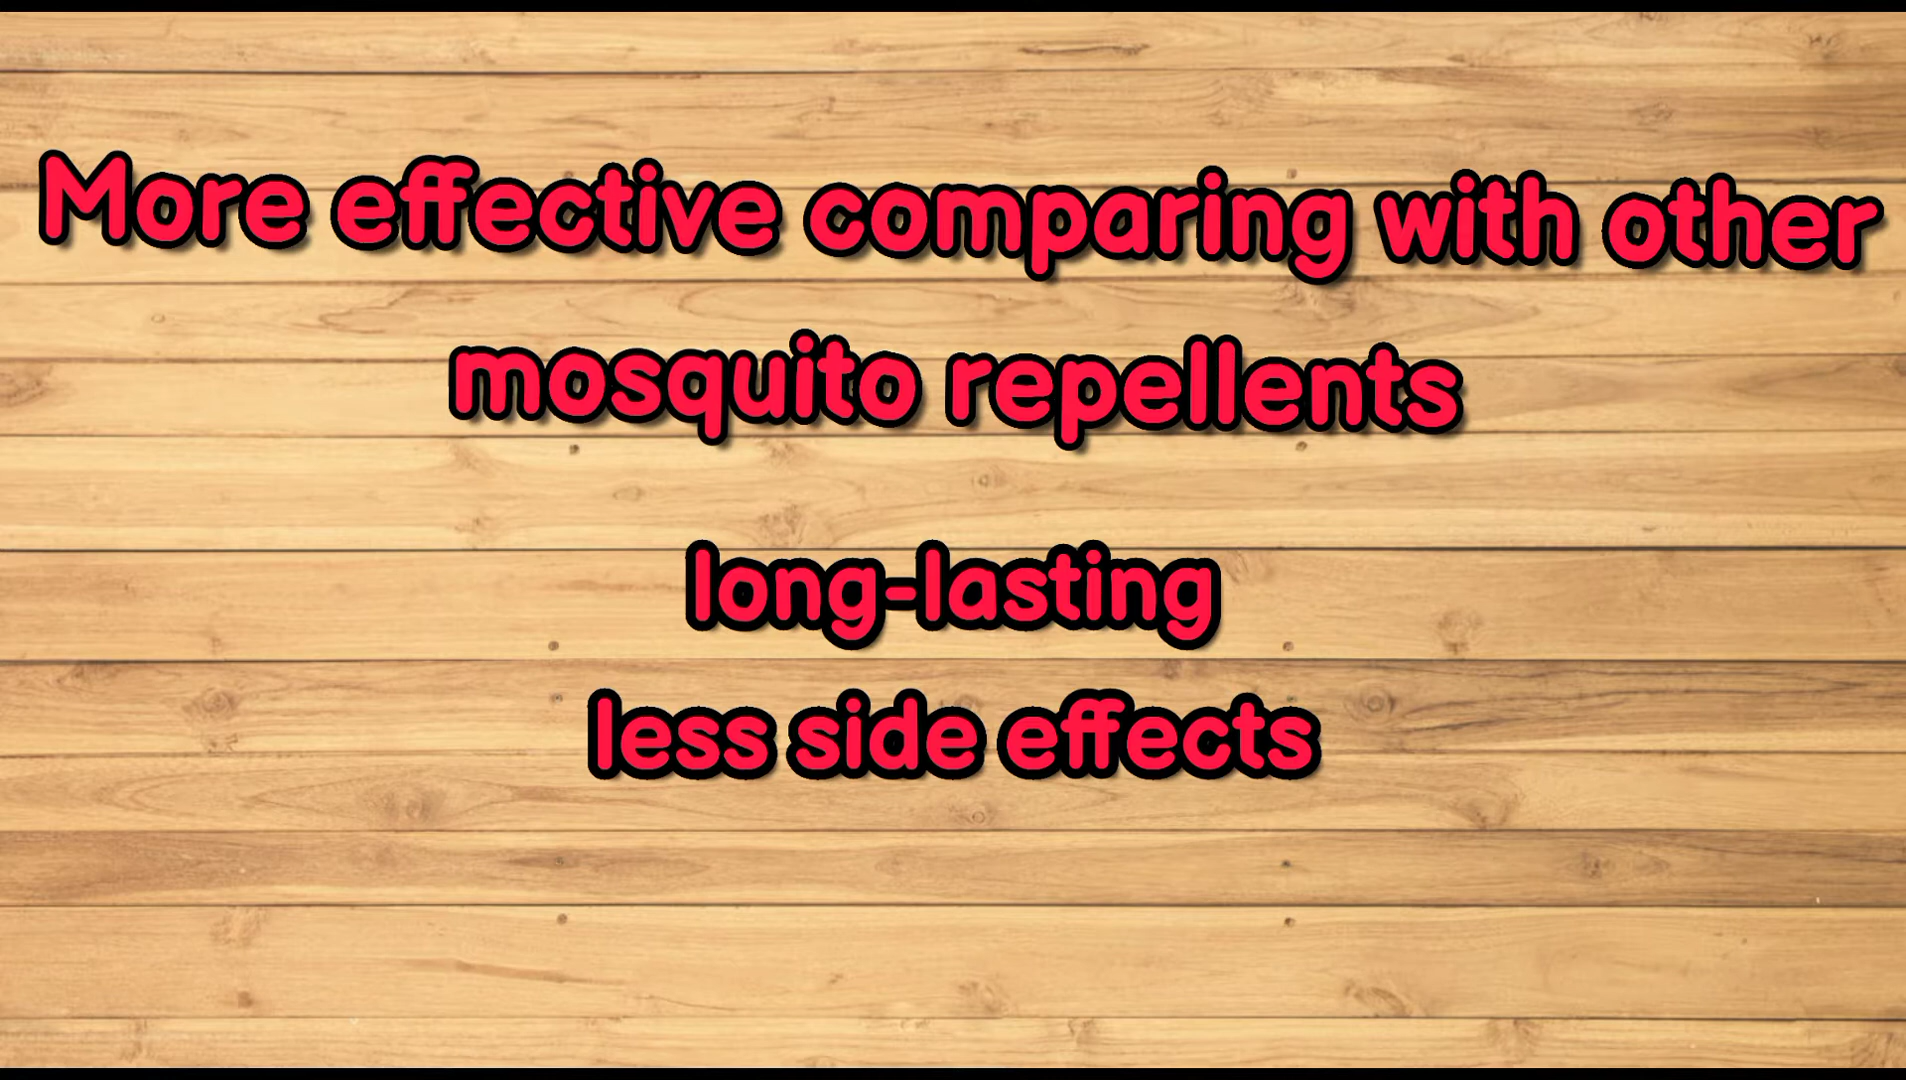 More effective comparing with other
mosquito repellents
long-lasting
less side effects